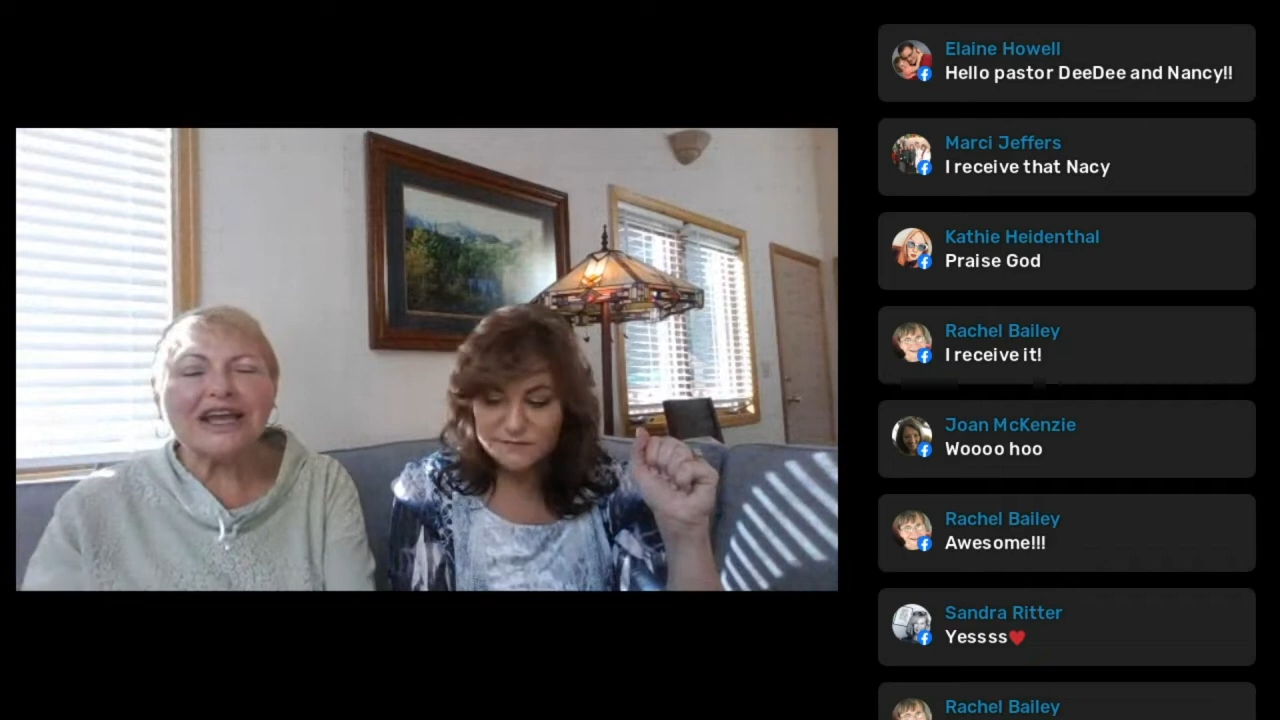 Elaine Howell
Hello pastor DeeDee and Nancy!!
Marci Jeffers
I receive that Nacy
Kathie Heidenthal
Praise God
Rachel Bailey
I receive it!
Joan McKenzie
Woooo hoo
Rachel Bailey
Awesome!!!
Sandra Ritter
Yessss❤️
Rachel Bailey